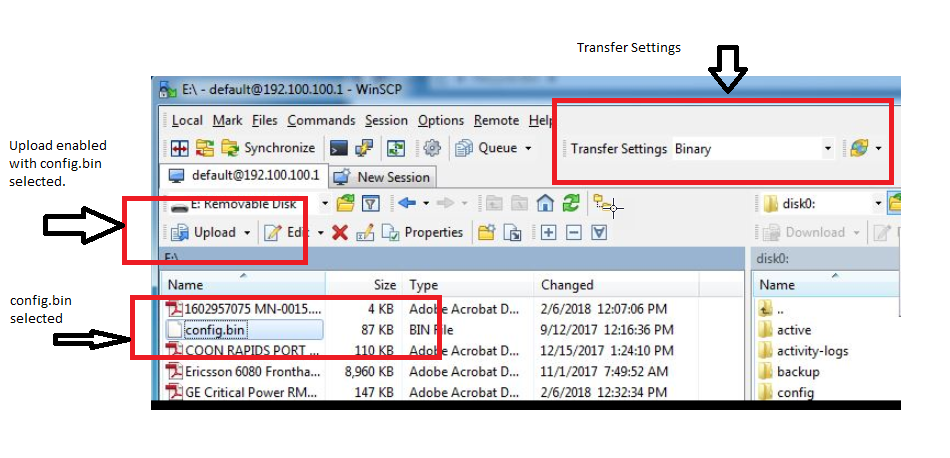 Transfer Settings
E:\ - default@192.100.100.1 - WinSCP
Local Mark Files Commands Session Options Remote Help
Upload enabled
with config.bin
selected.
Synchronize Queue Transfer Settings Binary
default@192.100.100.1 New Session
E: Removable Disk disk0:
Upload Edit Properties Download
E:\ disk0:
Name Size Type Changed Name
1602957075 MN-0015.... 4 KB Adobe Acrobat D... 2/6/2018 12:07:06 PM ..
config.bin
selected
config.bin 87 KB BIN File 9/12/2017 12:16:36 PM active
COON RAPIDS PORT ... 110 KB Adobe Acrobat D... 12/15/2017 1:24:10 PM activity-logs
Ericsson 6080 Frontha... 8,960 KB Adobe Acrobat D... 11/1/2017 7:49:52 AM backup
GE Critical Power RM... 147 KB Adobe Acrobat D... 2/6/2018 12:32:34 PM config